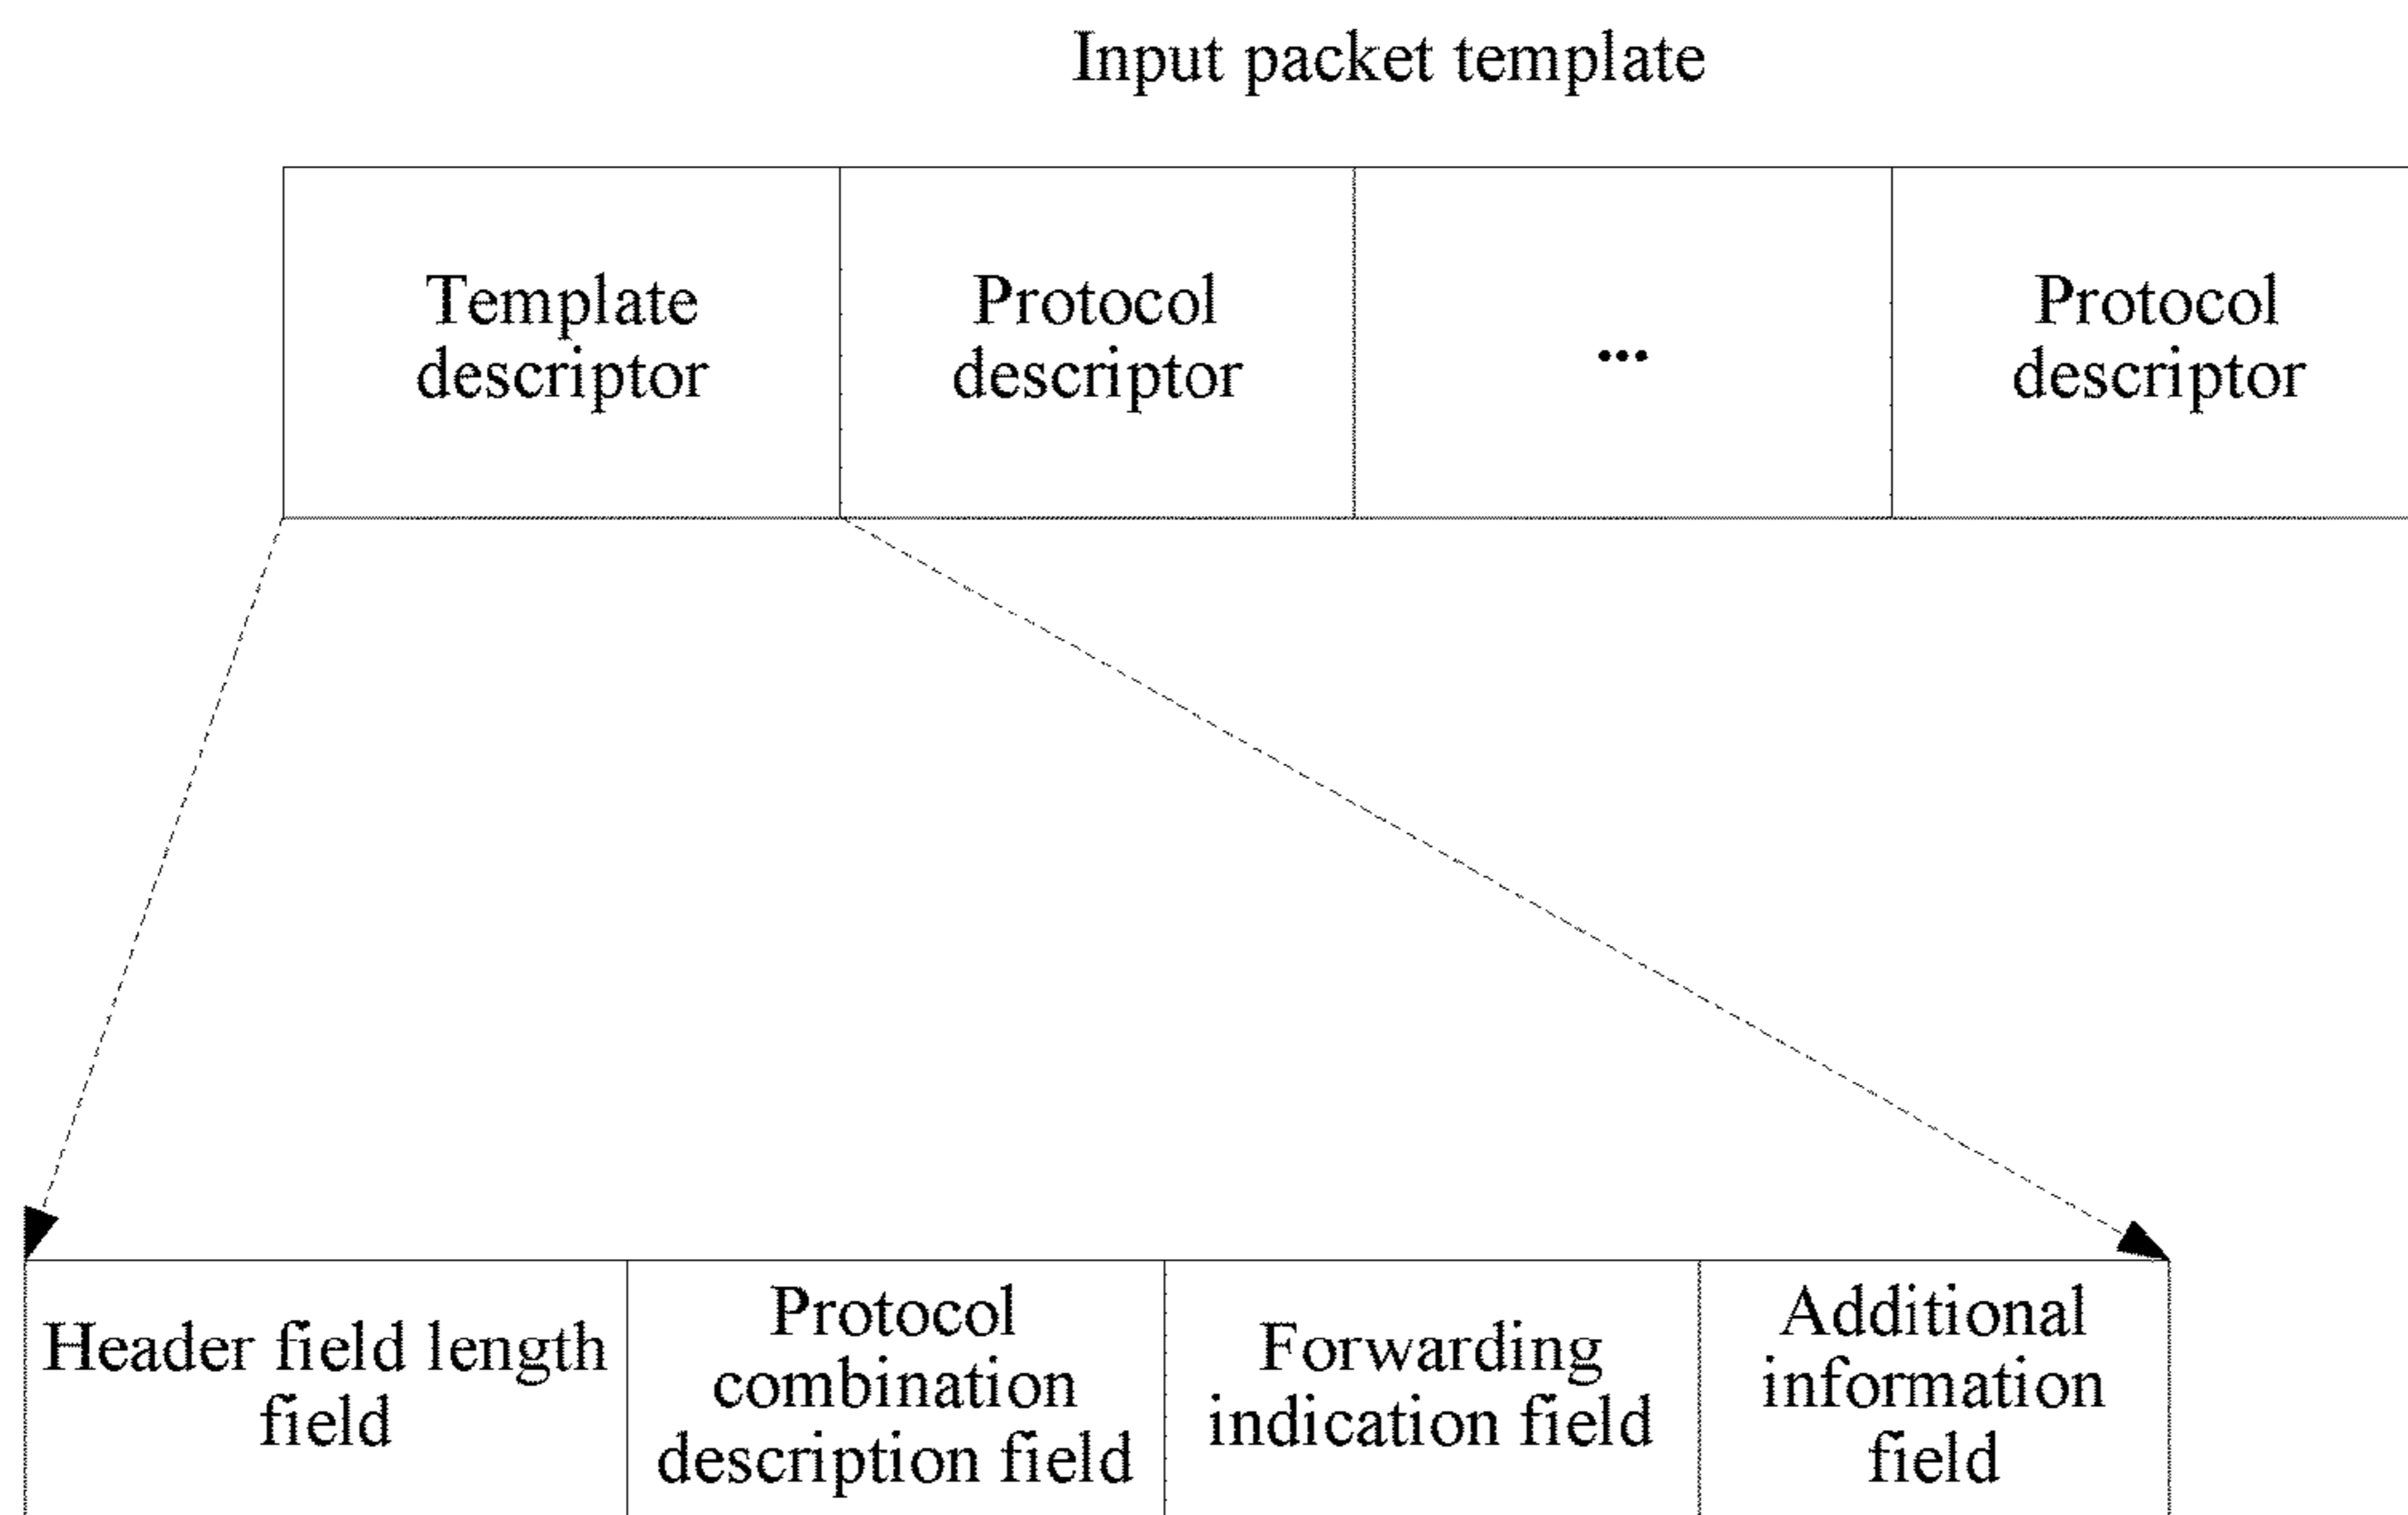 Input packet template
Template
descriptor
Protocol
descriptor
...
Protocol
descriptor
Header field length
field
Protocol
combination
description field
Forwarding
indication field
Additional
information
field